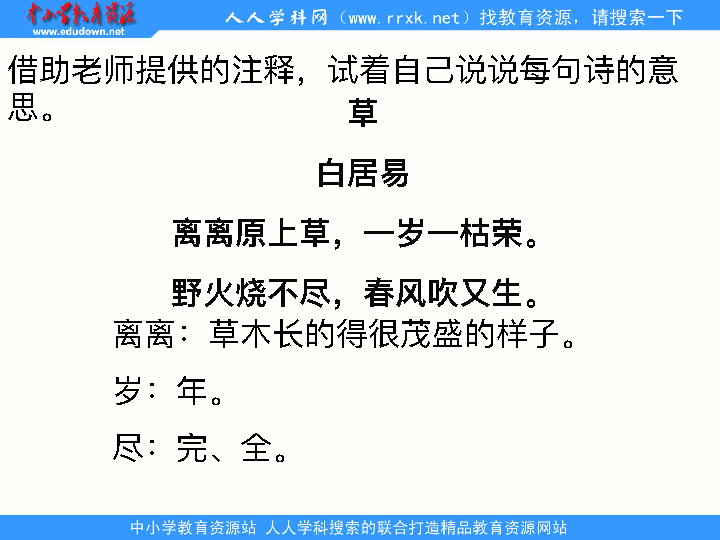 中小学教育资源
www.edudown.net
人人学科网（www.rrxk.net）找教育资源，请搜索一下
借助老师提供的注释，试着自己说说每句诗的意
思。
草
白居易
离离原上草，一岁一枯荣。
野火烧不尽，春风吹又生。
离离：草木长的得很茂盛的样子。
岁：年。
尽：完、全。
中小学教育资源站 人人学科搜索的联合打造精品教育资源网站